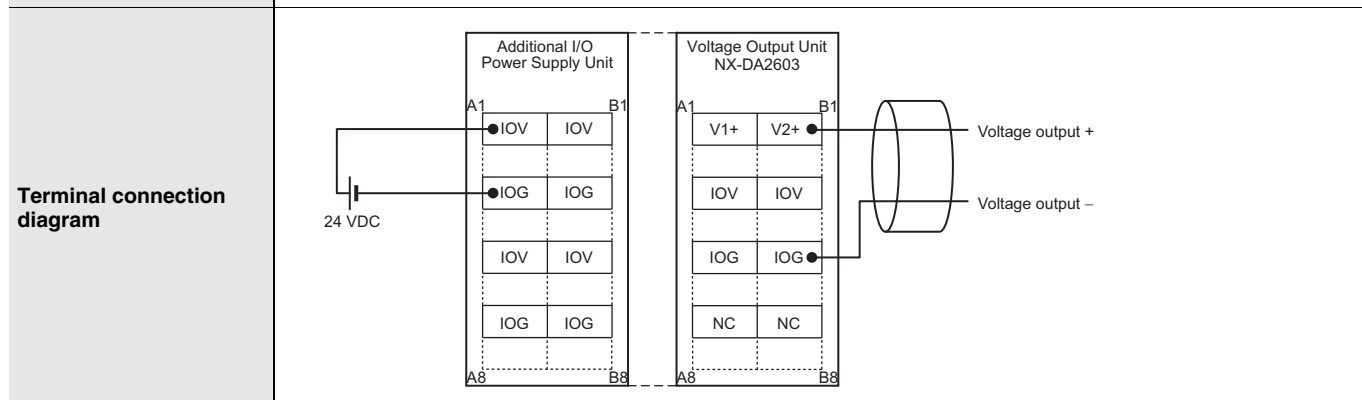 Terminal connection
diagram
Additional I/O
Power Supply Unit
A1 B1
IOV IOV
IOG IOG
IOV IOV
IOG IOG
A8 B8
24 VDC
Voltage Output Unit
NX-DA2603
A1 B1
V1+ V2+
IOV IOV
IOG IOG
NC NC
A8 B8
Voltage output +
Voltage output –